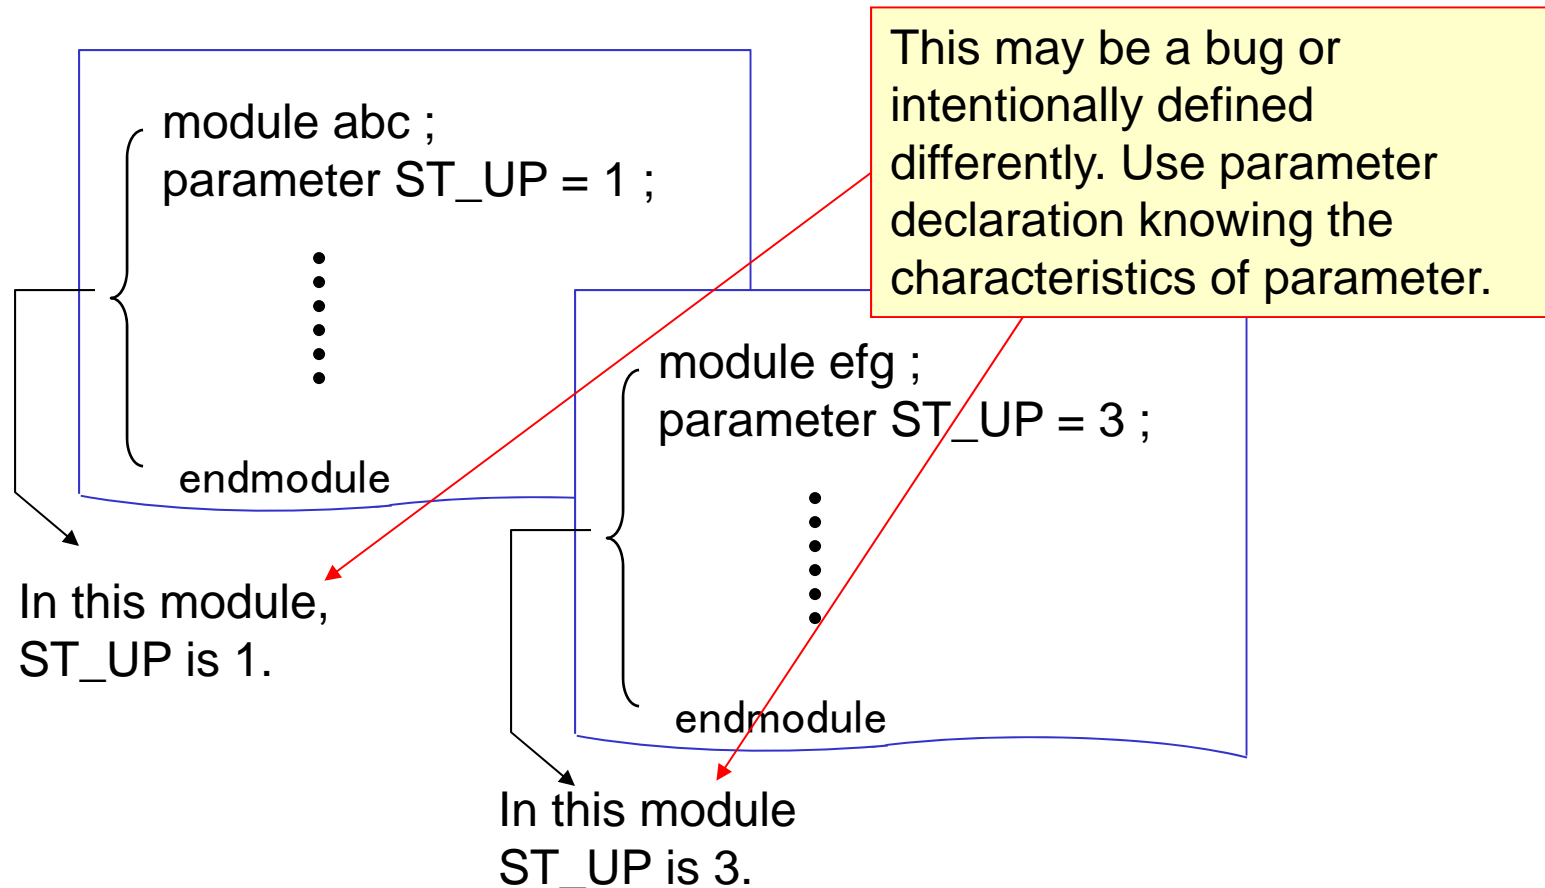 module abc ;
parameter ST_UP = 1 ;
endmodule
In this module,
ST_UP is 1.
This may be a bug or
intentionally defined
differently. Use parameter
declaration knowing the
characteristics of parameter.
module efg ;
parameter ST_UP = 3 ;
endmodule
In this module
ST_UP is 3.